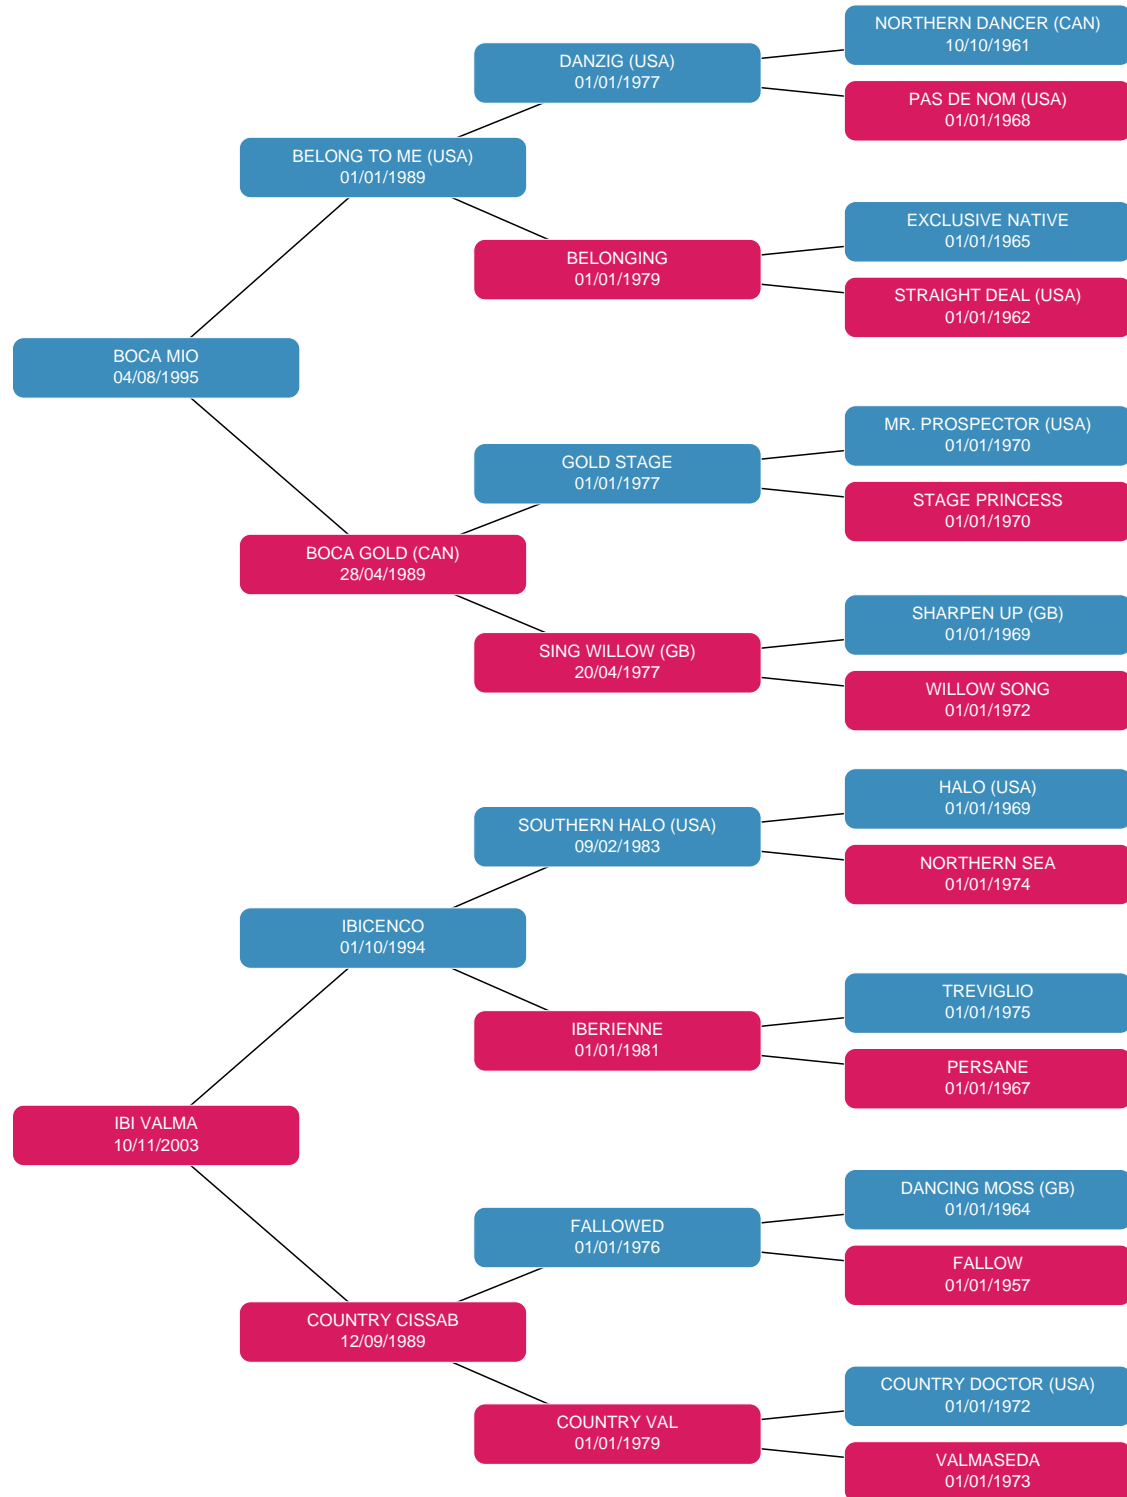 NORTHERN DANCER (CAN)
10/10/1961
DANZIG (USA)
01/01/1977
PAS DE NOM (USA)
01/01/1968
BELONG TO ME (USA)
01/01/1989
EXCLUSIVE NATIVE
01/01/1965
BELONGING
01/01/1979
STRAIGHT DEAL (USA)
01/01/1962
BOCA MIO
04/08/1995
MR. PROSPECTOR (USA)
01/01/1970
GOLD STAGE
01/01/1977
STAGE PRINCESS
01/01/1970
BOCA GOLD (CAN)
28/04/1989
SHARPEN UP (GB)
01/01/1969
SING WILLOW (GB)
20/04/1977
WILLOW SONG
01/01/1972
HALO (USA)
01/01/1969
SOUTHERN HALO (USA)
09/02/1983
NORTHERN SEA
01/01/1974
IBICENCO
01/10/1994
TREVIGLIO
01/01/1975
IBERIENNE
01/01/1981
PERSANE
01/01/1967
IBI VALMA
10/11/2003
DANCING MOSS (GB)
01/01/1964
FALLOWED
01/01/1976
FALLOW
01/01/1957
COUNTRY CISSAB
12/09/1989
COUNTRY DOCTOR (USA)
01/01/1972
COUNTRY VAL
01/01/1979
VALMASEDA
01/01/1973